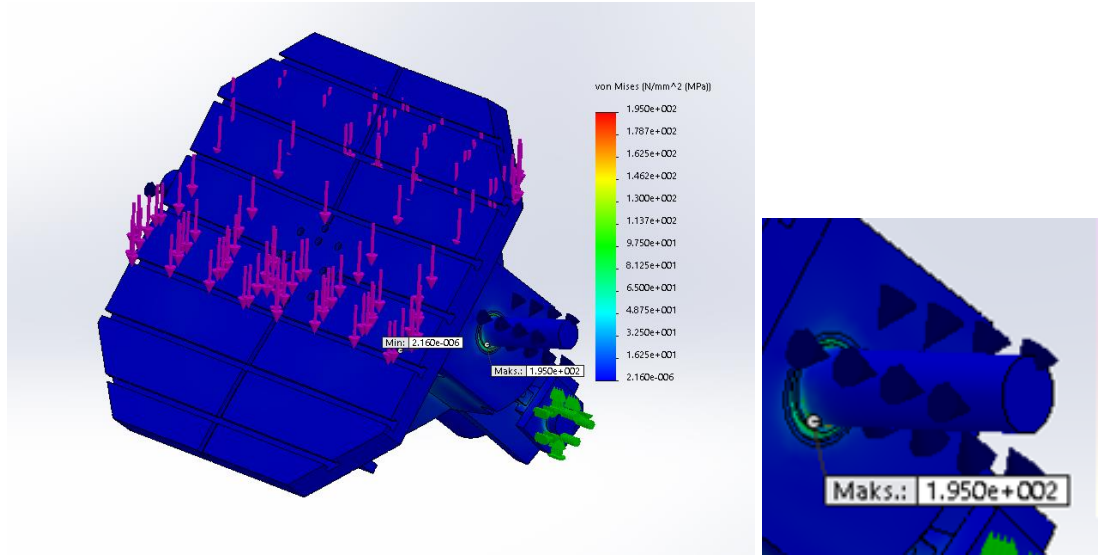 von Mises (N/mm^2 (MPa))
1.950e+002
1.787e+002
1.625e+002
1.462e+002
1.300e+002
1.137e+002
9.750e+001
8.125e+001
6.500e+001
4.875e+001
3.250e+001
1.625e+001
2.160e-006
Min: 2.160e-006
Maks.: 1.950e+002
Maks.: 1.950e+002